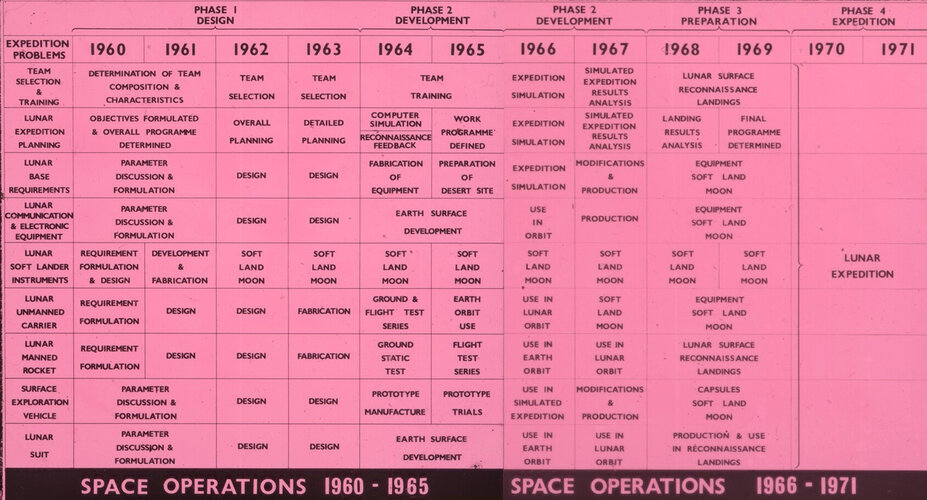 PHASE 1
DESIGN
PHASE 2
DEVELOPMENT
PHASE 2
DEVELOPMENT
PHASE 3
PREPARATION
PHASE 4
EXPEDITION
EXPEDITION
PROBLEMS
1960
1961
1962
1963
1964
1965
1966
1967
1968
1969
1970
1971
TEAM
SELECTION
&
TRAINING
DETERMINATION OF TEAM
COMPOSITION &
CHARACTERISTICS
TEAM
SELECTION
TEAM
SELECTION
TEAM
TRAINING
EXPEDITION
SIMULATION
SIMULATED
EXPEDITION
RESULTS
ANALYSIS
LUNAR SURFACE
RECONNAISSANCE
LANDINGS
LUNAR
EXPEDITION
PLANNING
OBJECTIVES FORMULATED
& OVERALL PROGRAMME
DETERMINED
OVERALL
PLANNING
DETAILED
PLANNING
COMPUTER
SIMULATION
RECONNAISSANCE
FEEDBACK
WORK
PROGRAMME
DEFINED
EXPEDITION
SIMULATION
SIMULATED
EXPEDITION
RESULTS
ANALYSIS
LANDING
RESULTS
ANALYSIS
FINAL
PROGRAMME
DETERMINED
LUNAR
BASE
REQUIREMENTS
PARAMETER
DISCUSSION &
FORMULATION
DESIGN
DESIGN
FABRICATION
OF
EQUIPMENT
PREPARATION
OF
DESERT SITE
EXPEDITION
SIMULATION
MODIFICATIONS
&
PRODUCTION
EQUIPMENT
SOFT LAND
MOON
LUNAR
COMMUNICATION
& ELECTRONIC
EQUIPMENT
PARAMETER
DISCUSSION &
FORMULATION
DESIGN
DESIGN
EARTH SURFACE
DEVELOPMENT
USE
IN
ORBIT
PRODUCTION
EQUIPMENT
SOFT LAND
MOON
LUNAR
SOFT LANDER
INSTRUMENTS
REQUIREMENT
FORMULATION
& DESIGN
DEVELOPMENT
&
FABRICATION
SOFT
LAND
MOON
SOFT
LAND
MOON
SOFT
LAND
MOON
SOFT
LAND
MOON
SOFT
LAND
MOON
SOFT
LAND
MOON
SOFT
LAND
MOON
SOFT
LAND
MOON
LUNAR
EXPEDITION
LUNAR
UNMANNED
CARRIER
REQUIREMENT
FORMULATION
DESIGN
DESIGN
FABRICATION
GROUND &
FLIGHT TEST
SERIES
EARTH
ORBIT
USE
USE IN
LUNAR
ORBIT
SOFT
LAND
MOON
EQUIPMENT
SOFT LAND
MOON
LUNAR
MANNED
ROCKET
REQUIREMENT
FORMULATION
DESIGN
DESIGN
FABRICATION
GROUND
STATIC
TEST
FLIGHT
TEST
SERIES
USE IN
EARTH
ORBIT
USE IN
LUNAR
ORBIT
LUNAR SURFACE
RECONNAISSANCE
LANDINGS
SURFACE
EXPLORATION
VEHICLE
PARAMETER
DISCUSSION &
FORMULATION
DESIGN
DESIGN
PROTOTYPE
MANUFACTURE
PROTOTYPE
TRIALS
USE IN
SIMULATED
EXPEDITION
MODIFICATIONS
&
PRODUCTION
CAPSULES
SOFT LAND
MOON
LUNAR
SUIT
PARAMETER
DISCUSSION &
FORMULATION
DESIGN
DESIGN
EARTH SURFACE
DEVELOPMENT
USE IN
EARTH
ORBIT
USE IN
LUNAR
ORBIT
PRODUCTION & USE
IN RECONNAISSANCE
LANDINGS
SPACE OPERATIONS 1960 - 1965
SPACE OPERATIONS 1966 - 1971